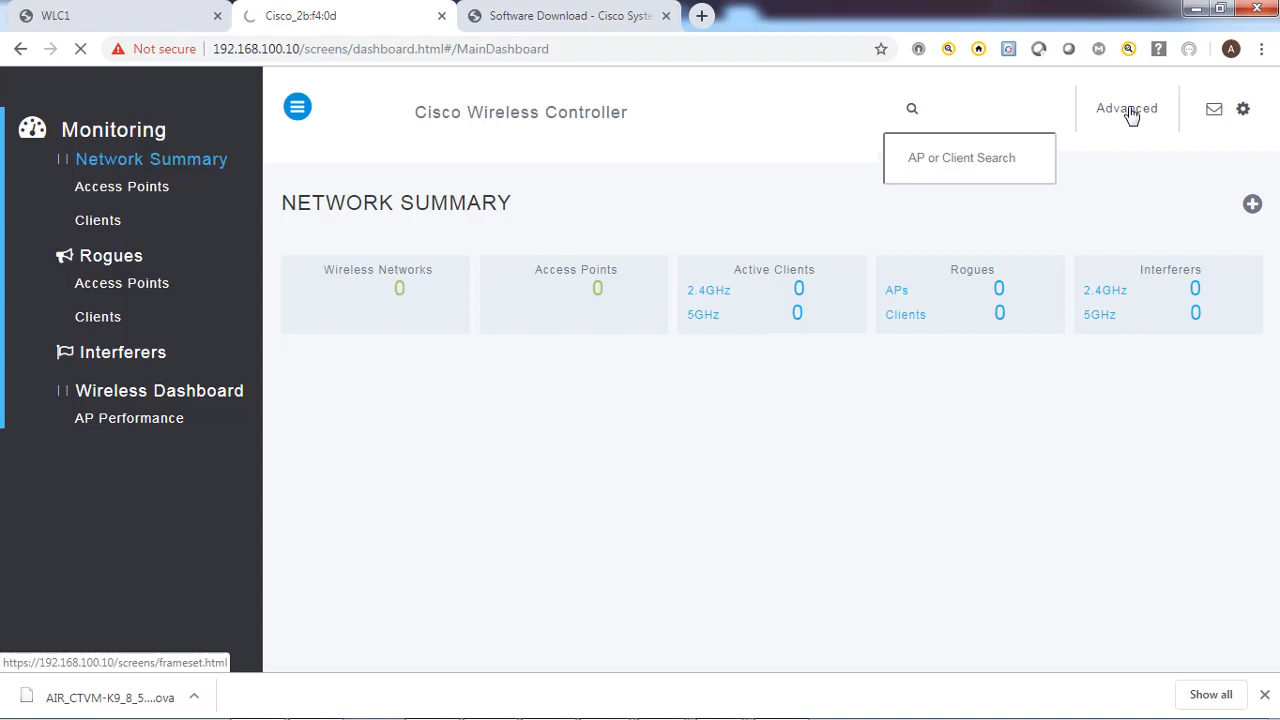 WLC1
Cisco_2b:f4:0d
Software Download - Cisco Syste
Not secure
192.168.100.10/screens/dashboard.html#/MainDashboard
A
Monitoring
Network Summary
Access Points
Clients
Rogues
Access Points
Clients
Interferers
Wireless Dashboard
AP Performance
Cisco Wireless Controller
Advanced
AP or Client Search
NETWORK SUMMARY
Wireless Networks
0
Access Points
0
Active Clients
2.4GHz 0
5GHz 0
Rogues
APs 0
Clients 0
Interferers
2.4GHz 0
5GHz 0
https://192.168.100.10/screens/frameset.html
AIR_CTVM-K9_8_5....ova
Show all